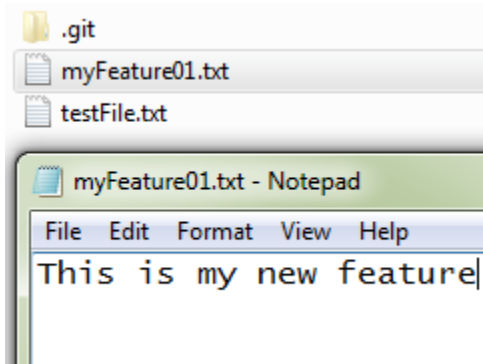 .git
myFeature01.txt
testFile.txt
myFeature01.txt - Notepad
File Edit Format View Help
This is my new feature